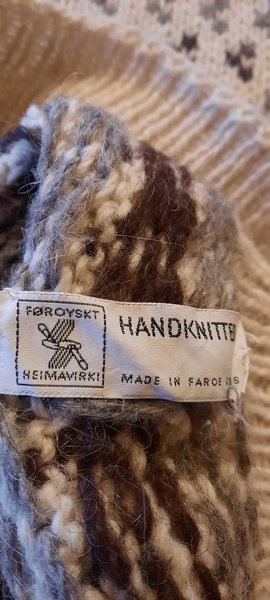 FØROYSKT
HEIMAVIRKI
HANDKNITTED
MADE IN FAROE